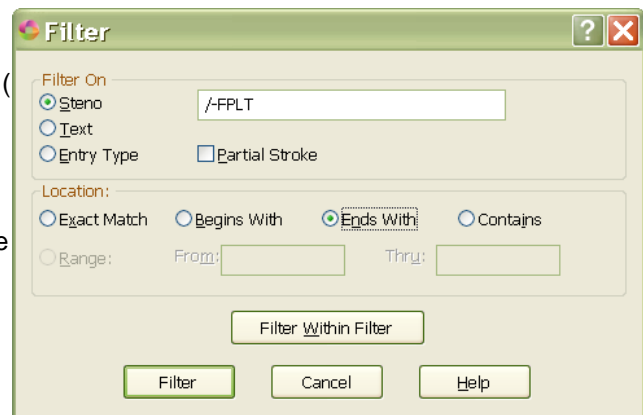 Filter
(
Filter On
Steno /-FPLT
Text
Entry Type Partial Stroke
Location:
Exact Match Begins With Ends With Contains
e
Range: From: Thru:
Filter Within Filter
Filter Cancel Help